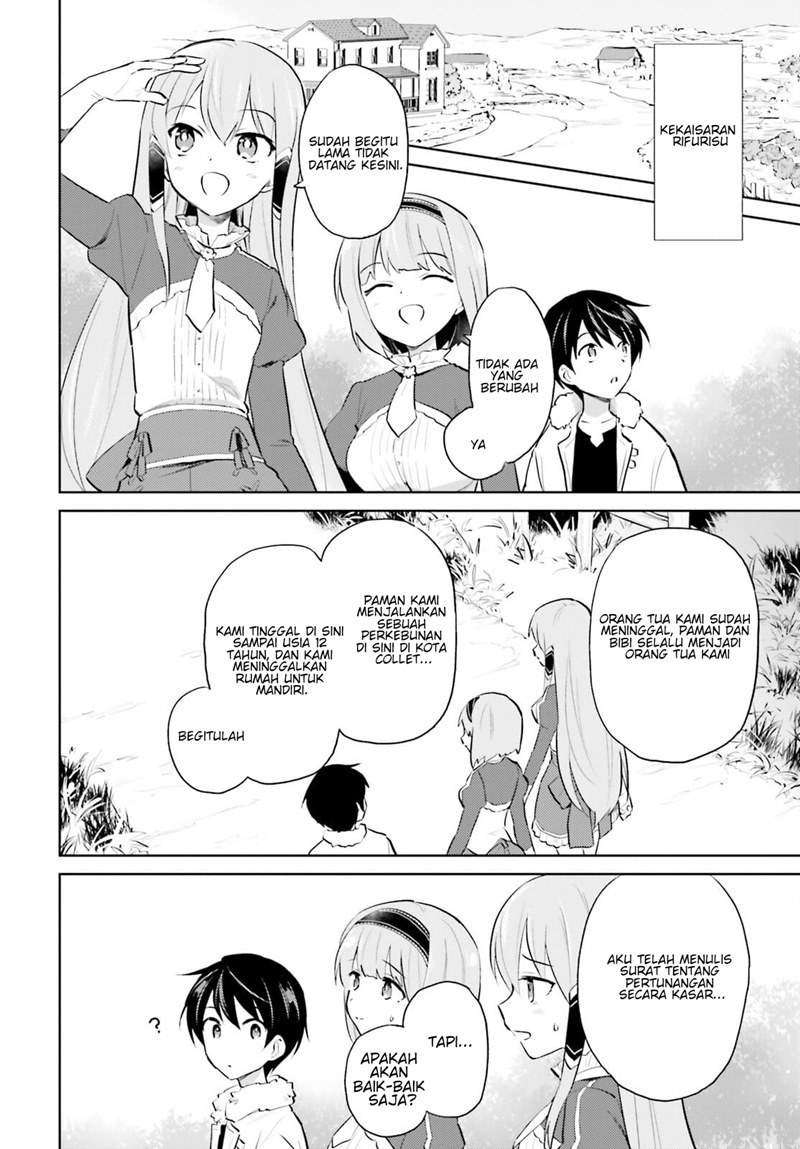 KEKAISARAN
RIFURISU
SUDAH BEGITU
LAMA TIDAK
DATANG KESINI.
TIDAK ADA
YANG
BERUBAH
YA
ORANG TUA KAMI SUDAH
MENINGGAL, PAMAN DAN
BIBI SELALU MENJADI
ORANG TUA KAMI
PAMAN KAMI
MENJALANKAN
SEBUAH
PERKEBUNAN
DI SINI DI KOTA
COLLET...
KAMI TINGGAL DI SINI
SAMPAI USIA 12
TAHUN, DAN KAMI
MENINGGALKAN
RUMAH UNTUK
MANDIRI.
BEGITULAH
AKU TELAH MENULIS
SURAT TENTANG
PERTUNANGAN
SECARA KASAR...
TAPI...
APAKAH
AKAN
BAIK-BAIK
SAJA?
?